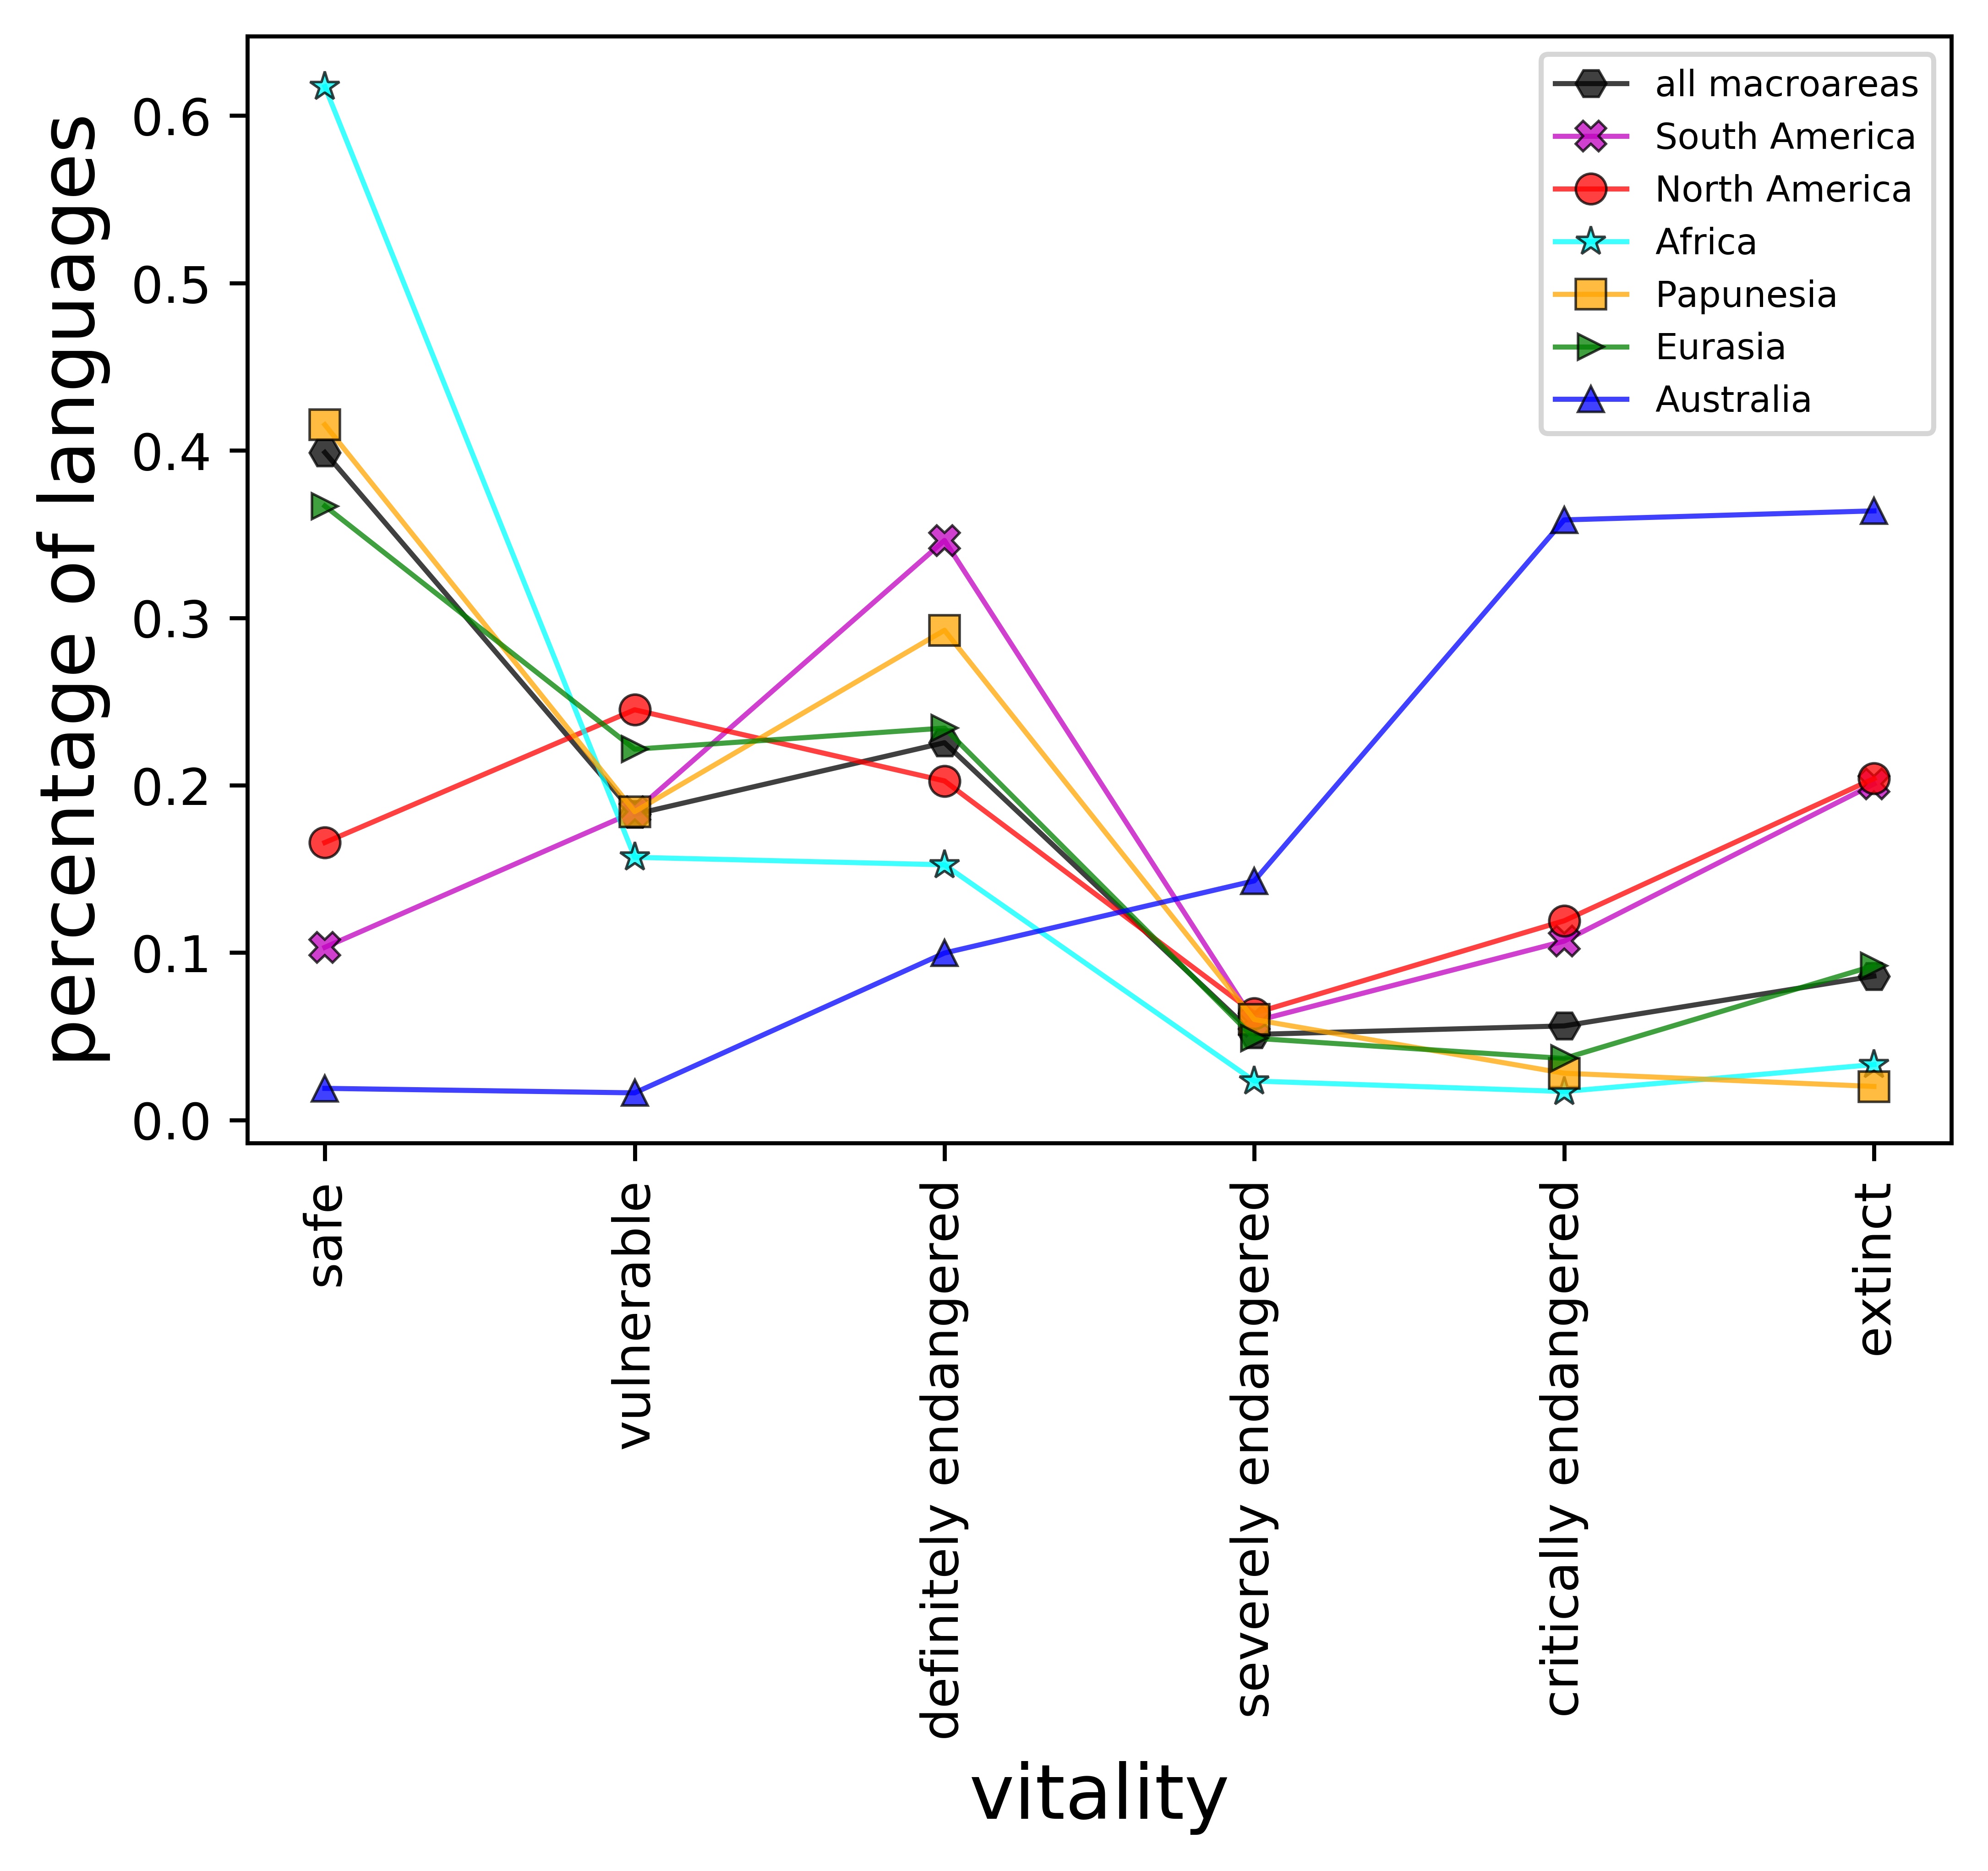 percentage of languages
0.6
0.5
0.4
0.3
0.2
0.1
0.0
all macroareas
South America
North America
Africa
Papunesia
Eurasia
Australia
safe
vulnerable
definitely endangered
severely endangered
critically endangered
extinct
vitality